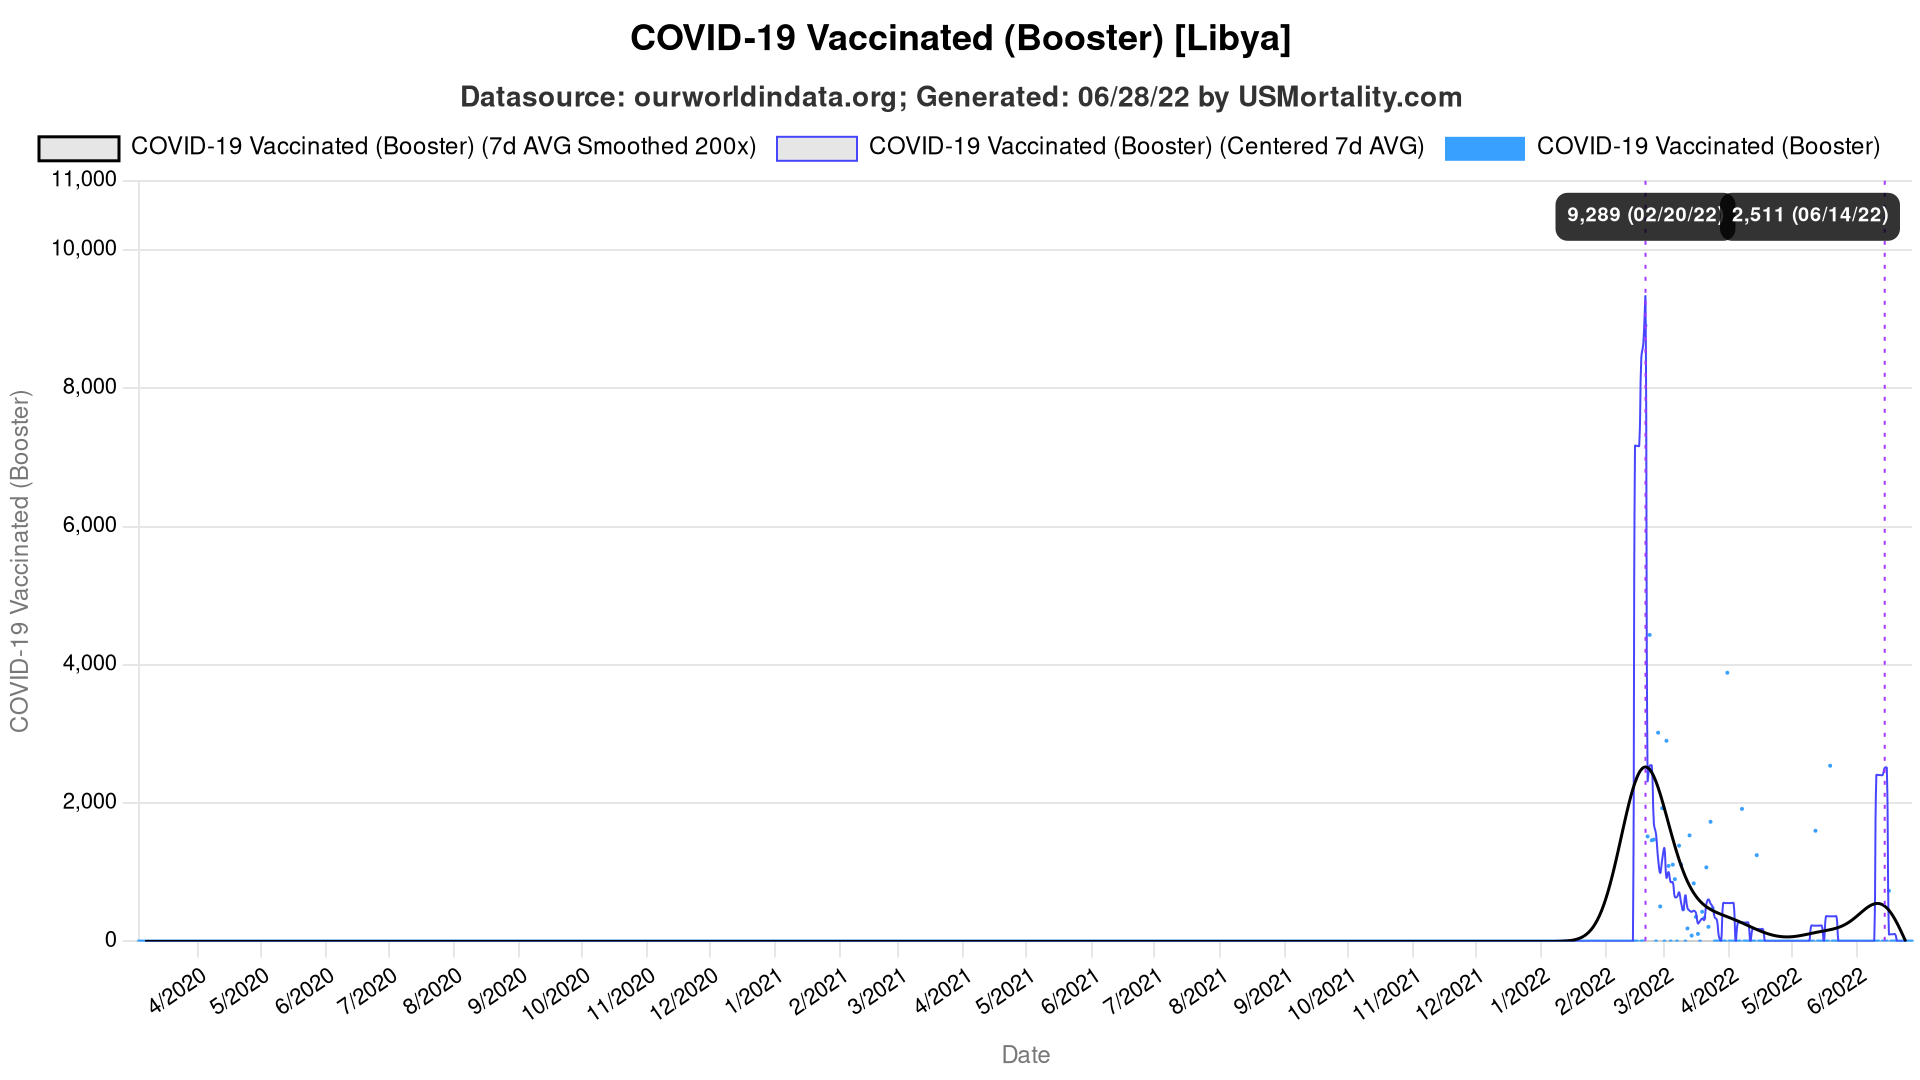 COVID-19 Vaccinated (Booster) [Libya]
Datasource: ourworldindata.org; Generated: 06/28/22 by USMortality.com
COVID-19 Vaccinated (Booster) (7d AVG Smoothed 200x) COVID-19 Vaccinated (Booster) (Centered 7d AVG) COVID-19 Vaccinated (Booster)
11,000
9,289 (02/20/22) 2,511 (06/14/22)
10,000
8,000
6,000
4,000
2,000
0
COVID-19 Vaccinated (Booster)
4/2020 5/2020 6/2020 7/2020 8/2020 9/2020 10/2020 11/2020 12/2020 1/2021 2/2021 3/2021 4/2021 5/2021 6/2021 7/2021 8/2021 9/2021 10/2021 11/2021 12/2021 1/2022 2/2022 3/2022 4/2022 5/2022 6/2022
Date